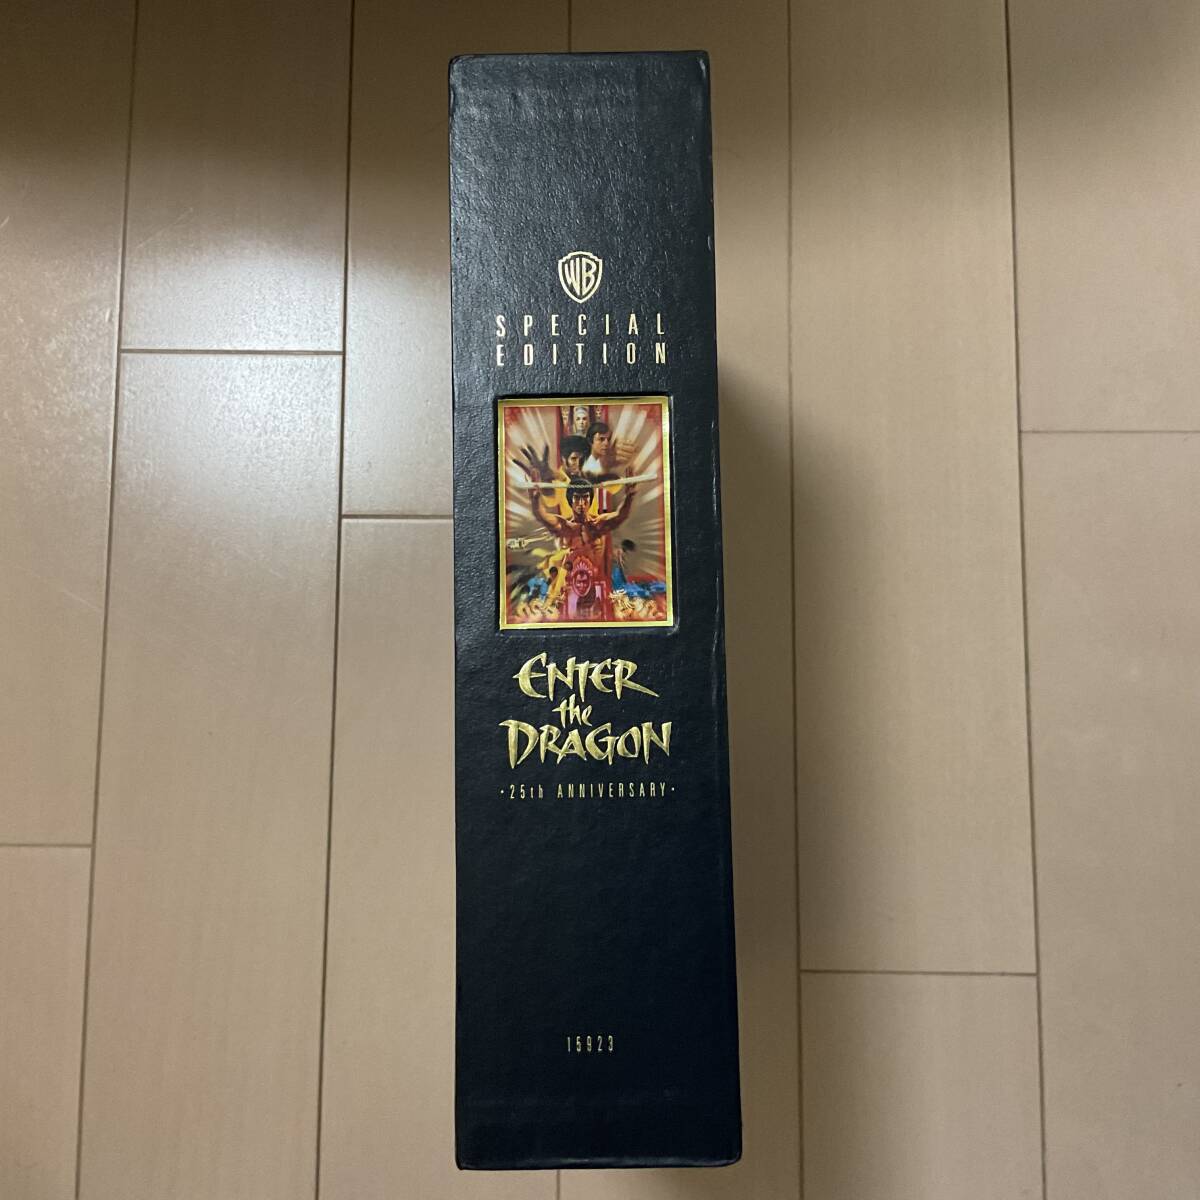 WB
SPECIAL
EDITION
ENTER
the
DRAGON
· 25th ANNIVERSARY ·
15923